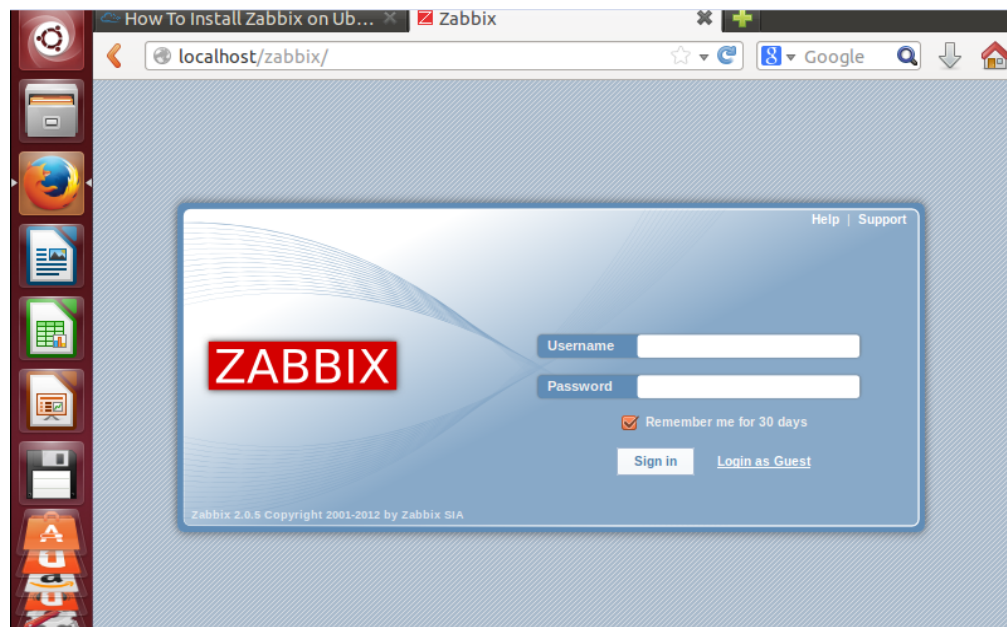 How To Install Zabbix on Ub...
Zabbix
localhost/zabbix/
Google
Help | Support
ZABBIX
Username
Password
Remember me for 30 days
Sign in
Login as Guest
Zabbix 2.0.5 Copyright 2001-2012 by Zabbix SIA